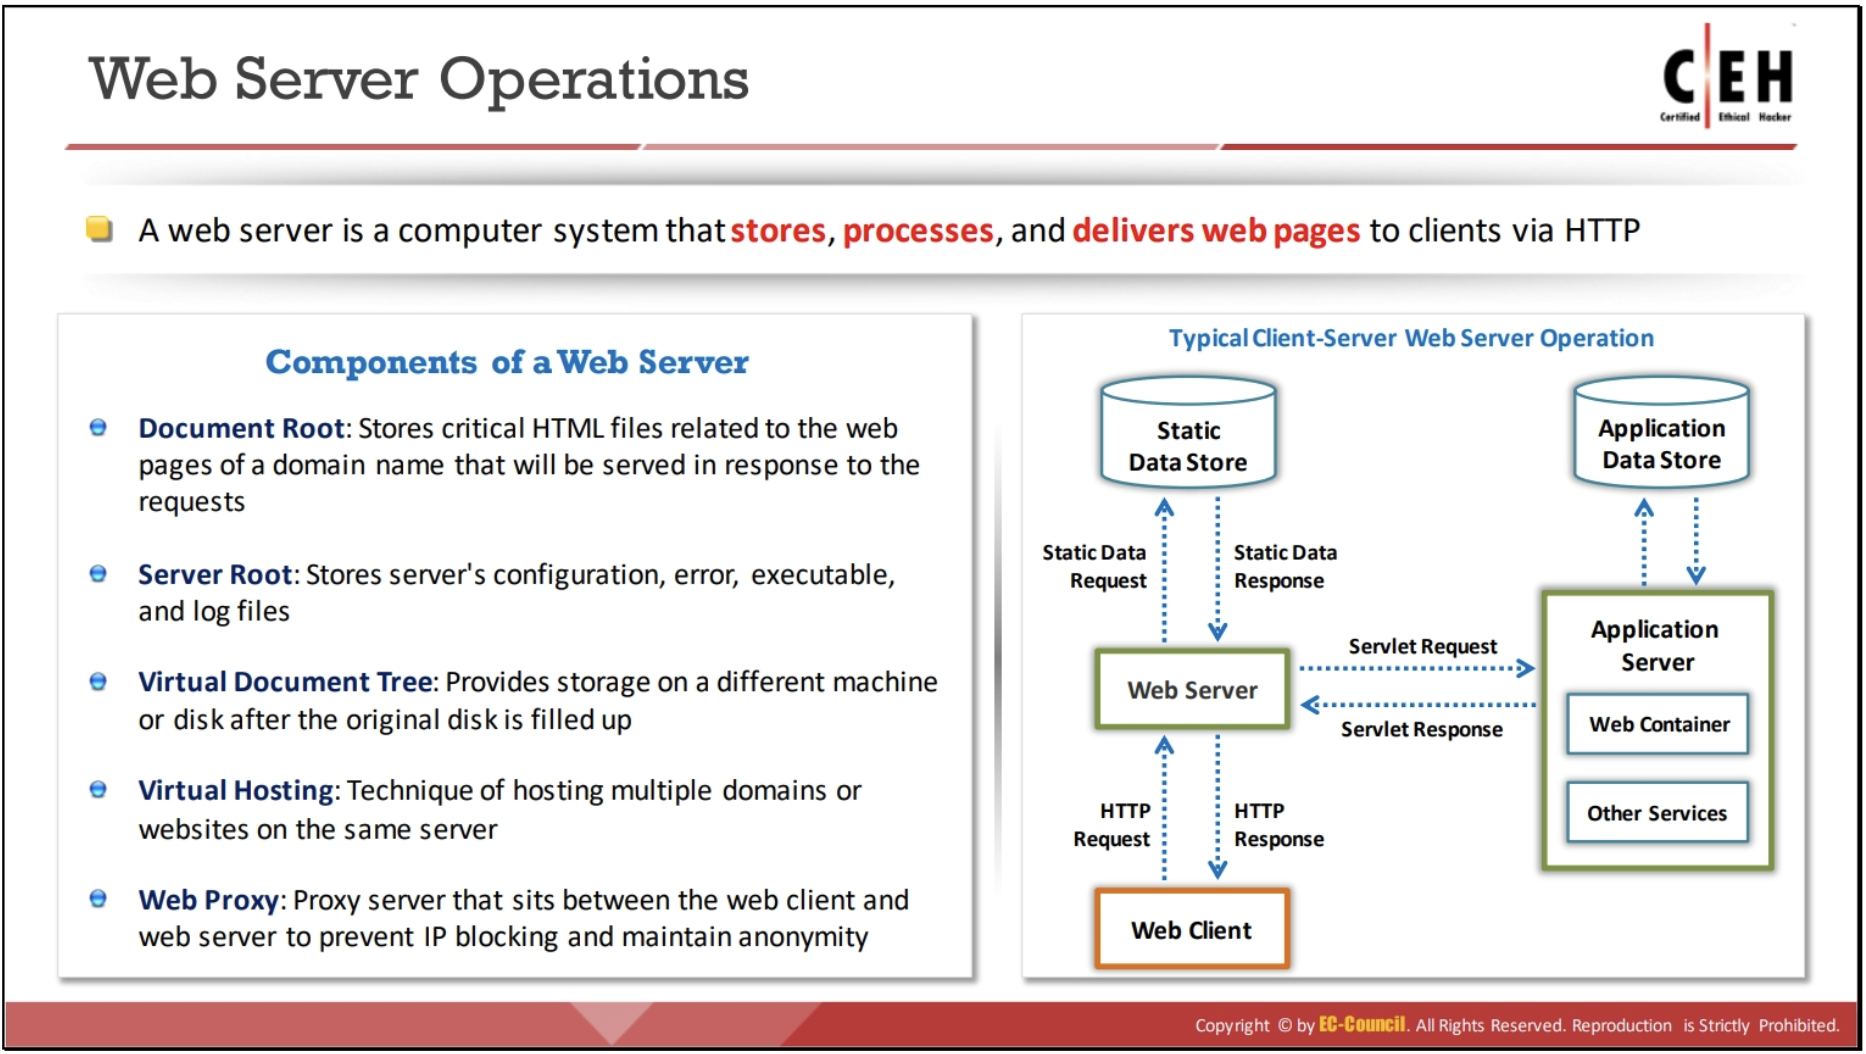 Web Server Operations
C|EH
Certified Ethical Hacker
A web server is a computer system that stores, processes, and delivers web pages to clients via HTTP
Components of a Web Server
Document Root: Stores critical HTML files related to the web
pages of a domain name that will be served in response to the
requests
Server Root: Stores server's configuration, error, executable,
and log files
Virtual Document Tree: Provides storage on a different machine
or disk after the original disk is filled up
Virtual Hosting: Technique of hosting multiple domains or
websites on the same server
Web Proxy: Proxy server that sits between the web client and
web server to prevent IP blocking and maintain anonymity
Typical Client-Server Web Server Operation
Static
Data Store
Application
Data Store
Static Data
Request
Static Data
Response
Web Server
Servlet Request
Servlet Response
Application
Server
Web Container
Other Services
HTTP
Request
HTTP
Response
Web Client
Copyright © by EC-Council. All Rights Reserved. Reproduction is Strictly Prohibited.